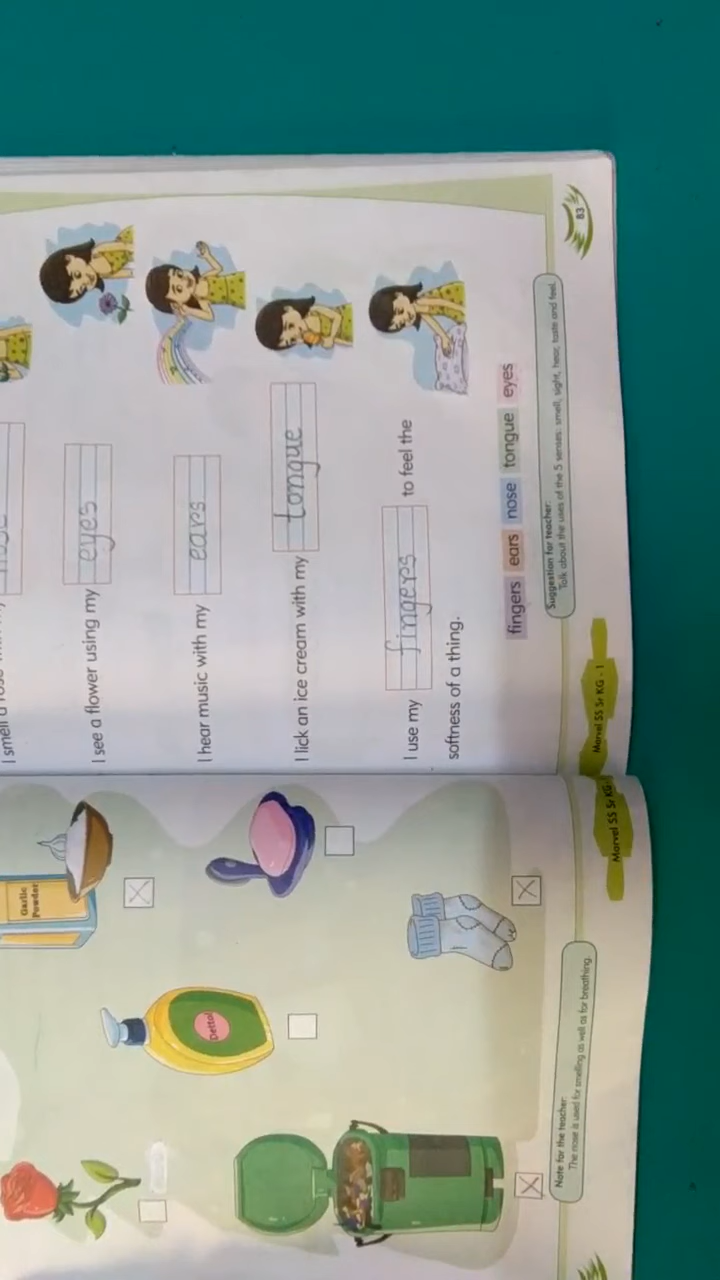 Garlic
Powder
Dettol
Note for the teacher:
The nose is used for smelling as well as for breathing.
Marvel SS Sr KG
I smell a rose
I see a flower using my eyes
I hear music with my ears
I lick an ice cream with my tongue
I use my fingers to feel the
softness of a thing.
fingers ears nose tongue eyes
Suggestion for teacher:
Talk about the uses of the 5 senses: smell, sight, hear, taste and feel.
Marvel SS Sr KG - 1
83